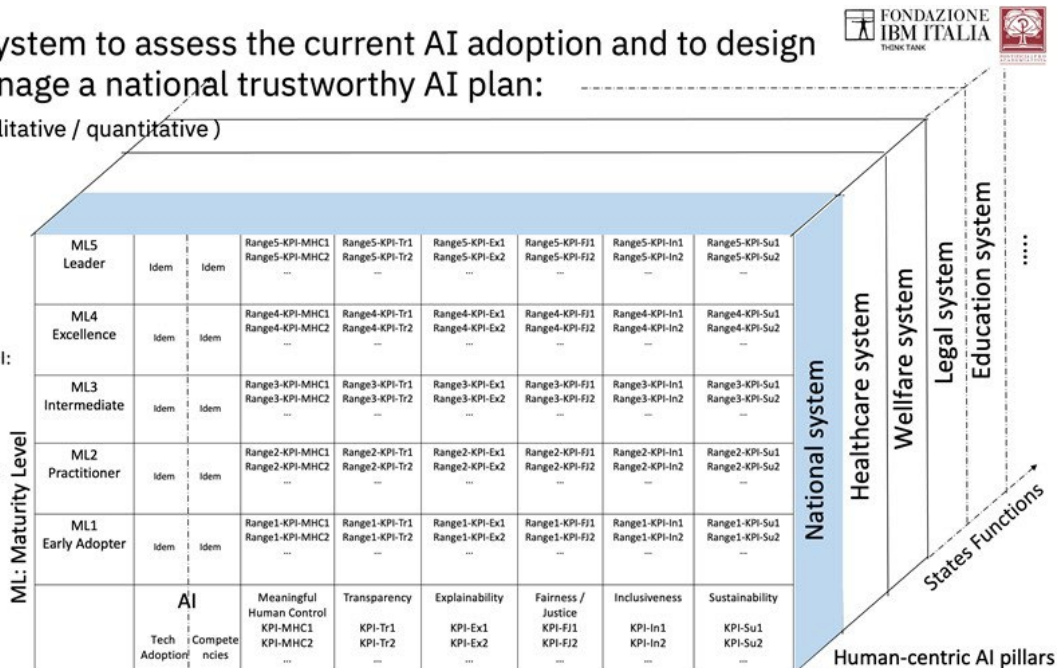 FONDAZIONE
IBM ITALIA
THINK TANK
ystem to assess the current AI adoption and to design
nage a national trustworthy AI plan:
litative / quantitative )
ML5
Leader
Idem
Idem
Range5-KPI-MHC1 Range5-KPI-Tr1 Range5-KPI-Ex1 Range5-KPI-FJ1 Range5-KPI-In1 Range5-KPI-Su1
Range5-KPI-MHC2 Range5-KPI-Tr2 Range5-KPI-Ex2 Range5-KPI-FJ2 Range5-KPI-In2 Range5-KPI-Su2
... ... ... ... ... ...
ML4
Excellence
Idem
Idem
Range4-KPI-MHC1 Range4-KPI-Tr1 Range4-KPI-Ex1 Range4-KPI-FJ1 Range4-KPI-In1 Range4-KPI-Su1
Range4-KPI-MHC2 Range4-KPI-Tr2 Range4-KPI-Ex2 Range4-KPI-FJ2 Range4-KPI-In2 Range4-KPI-Su2
... ... ... ... ... ...
I:
ML3
Intermediate
Idem
Idem
Range3-KPI-MHC1 Range3-KPI-Tr1 Range3-KPI-Ex1 Range3-KPI-FJ1 Range3-KPI-In1 Range3-KPI-Su1
Range3-KPI-MHC2 Range3-KPI-Tr2 Range3-KPI-Ex2 Range3-KPI-FJ2 Range3-KPI-In2 Range3-KPI-Su2
... ... ... ... ... ...
ML2
Practitioner
Idem
Idem
Range2-KPI-MHC1 Range2-KPI-Tr1 Range2-KPI-Ex1 Range2-KPI-FJ1 Range2-KPI-In1 Range2-KPI-Su1
Range2-KPI-MHC2 Range2-KPI-Tr2 Range2-KPI-Ex2 Range2-KPI-FJ2 Range2-KPI-In2 Range2-KPI-Su2
... ... ... ... ... ...
ML1
Early Adopter
Idem
Idem
Range1-KPI-MHC1 Range1-KPI-Tr1 Range1-KPI-Ex1 Range1-KPI-FJ1 Range1-KPI-In1 Range1-KPI-Su1
Range1-KPI-MHC2 Range1-KPI-Tr2 Range1-KPI-Ex2 Range1-KPI-FJ2 Range1-KPI-In2 Range1-KPI-Su2
... ... ... ... ... ...
ML: Maturity Level
AI
Tech
Adoption
Compete
ncies
Meaningful
Human Control
KPI-MHC1
KPI-MHC2
...
Transparency
KPI-Tr1
KPI-Tr2
...
Explainability
KPI-Ex1
KPI-Ex2
...
Fairness /
Justice
KPI-FJ1
KPI-FJ2
...
Inclusiveness
KPI-In1
KPI-In2
...
Sustainability
KPI-Su1
KPI-Su2
...
National system
Healthcare system
Wellfare system
Legal system
Education system
.....
States Functions
Human-centric AI pillars